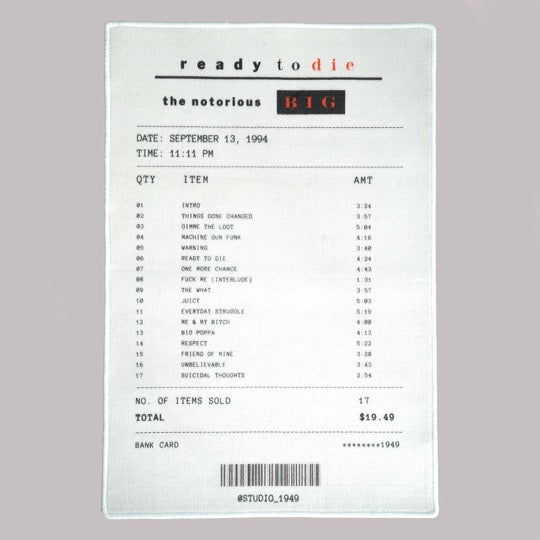 ready to die
the notorious BIG
DATE: SEPTEMBER 13, 1994
TIME: 11:11 PM
QTY ITEM AMT
01 INTRO 3:24
02 THINGS DONE CHANGED 3:57
03 GIMME THE LOOT 5:04
04 MACHINE GUN FUNK 4:16
05 WARNING 3:40
06 READY TO DIE 4:24
07 ONE MORE CHANCE 4:43
08 FUCK ME (INTERLUDE) 1:31
09 THE WHAT 3:57
10 JUICY 5:03
11 EVERYDAY STRUGGLE 5:19
12 ME & MY BITCH 4:00
13 BIG POPPA 4:13
14 RESPECT 5:22
15 FRIEND OF MINE 3:28
16 UNBELIEVABLE 3:43
17 SUICIDAL THOUGHTS 2:54
NO. OF ITEMS SOLD 17
TOTAL $19.49
BANK CARD ********1949
@STUDIO_1949